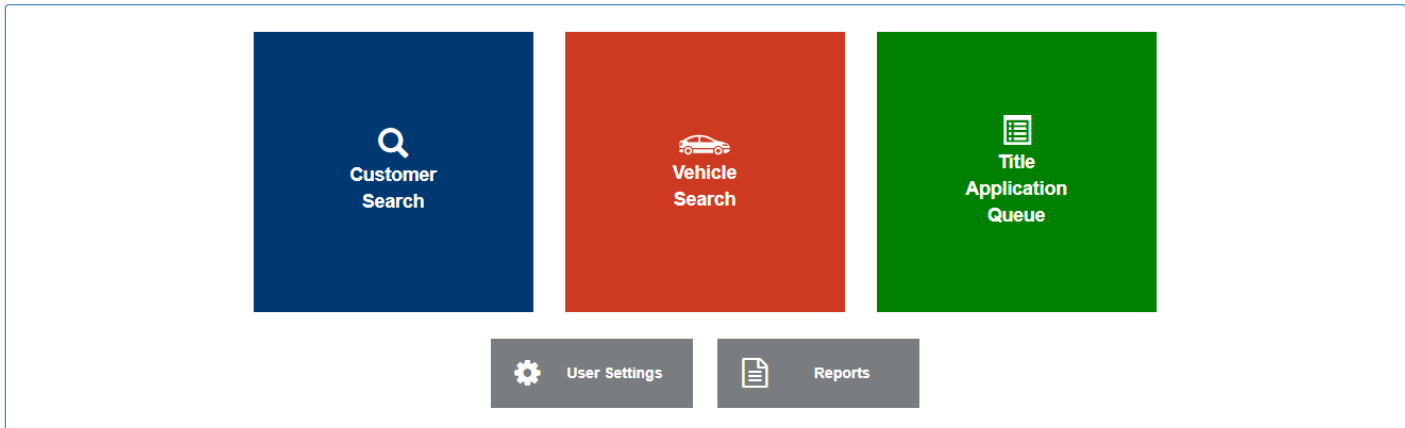 Customer
Search
Vehicle
Search
Title
Application
Queue
User Settings
Reports